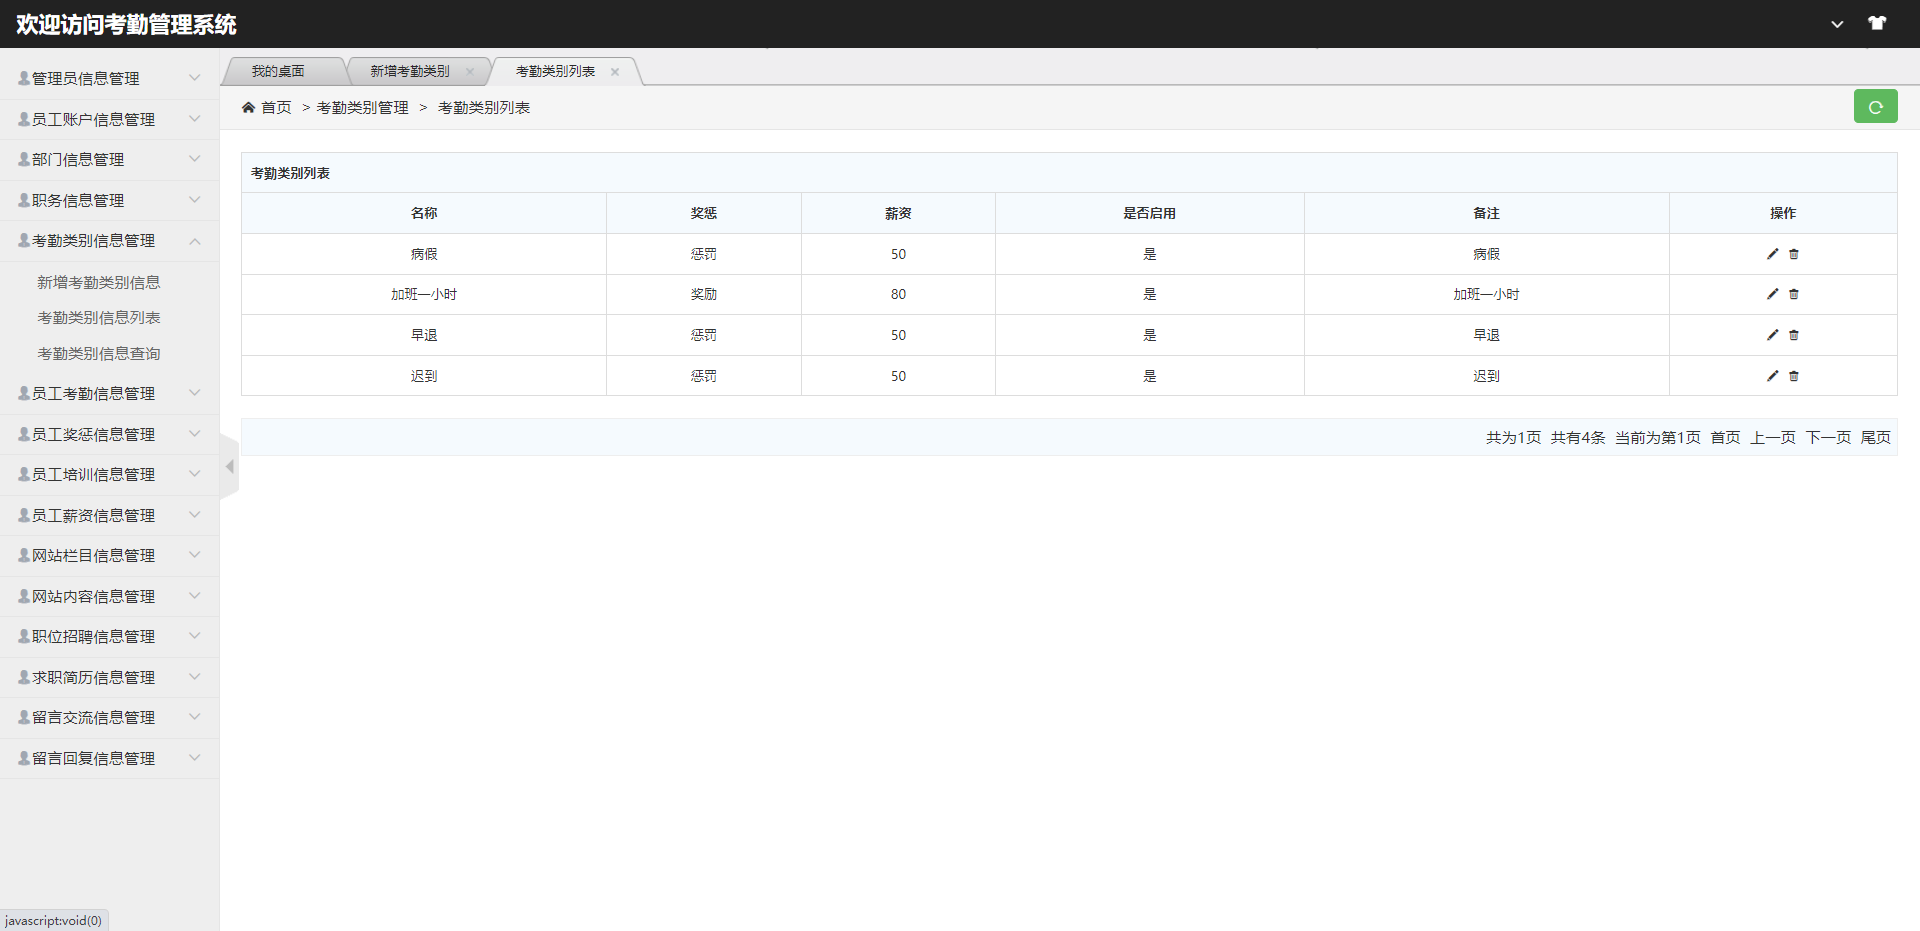 欢迎访问考勤管理系统
管理员信息管理
员工账户信息管理
部门信息管理
职务信息管理
考勤类别信息管理
新增考勤类别信息
考勤类别信息列表
考勤类别信息查询
员工考勤信息管理
员工奖惩信息管理
员工培训信息管理
员工薪资信息管理
网站栏目信息管理
网站内容信息管理
职位招聘信息管理
求职简历信息管理
留言交流信息管理
留言回复信息管理
我的桌面 新增考勤类别 考勤类别列表
首页 > 考勤类别管理 > 考勤类别列表
考勤类别列表
名称 奖惩 薪资 是否启用 备注 操作
病假 惩罚 50 是 病假
加班一小时 奖励 80 是 加班一小时
早退 惩罚 50 是 早退
迟到 惩罚 50 是 迟到
共为1页 共有4条 当前为第1页 首页 上一页 下一页 尾页
javascript:void(0)